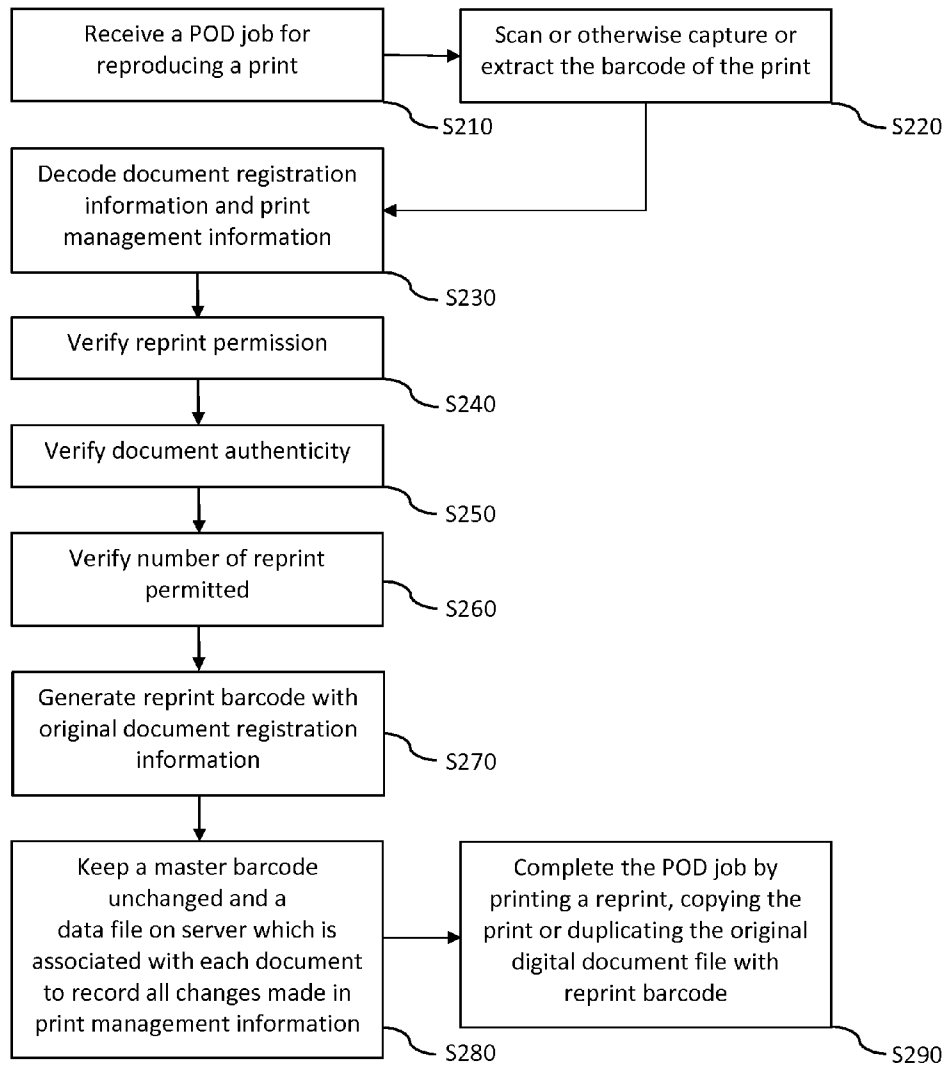 Receive a POD job for
reproducing a print
S210
Scan or otherwise capture or
extract the barcode of the print
S220
Decode document registration
information and print
management information
S230
Verify reprint permission
S240
Verify document authenticity
S250
Verify number of reprint
permitted
S260
Generate reprint barcode with
original document registration
information
S270
Keep a master barcode
unchanged and a
data file on server which is
associated with each document
to record all changes made in
print management information
S280
Complete the POD job by
printing a reprint, copying the
print or duplicating the original
digital document file with
reprint barcode
S290